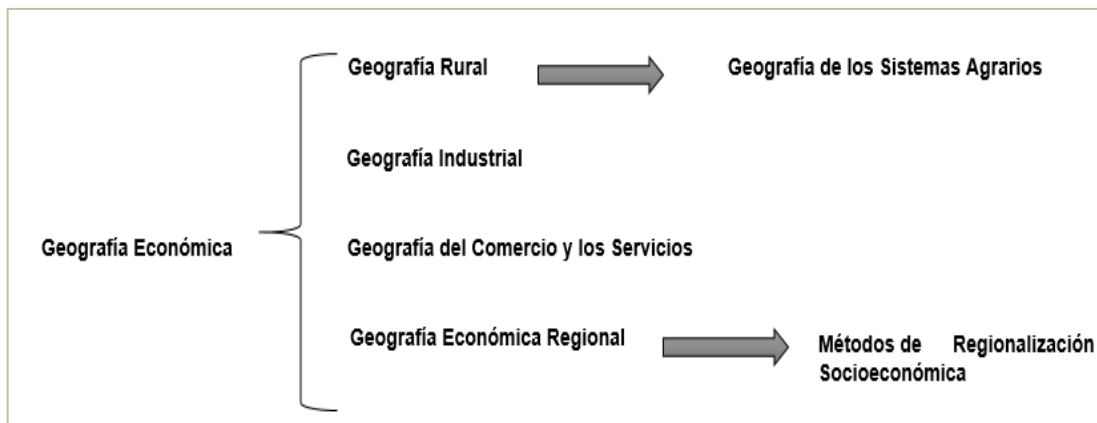 Geografía Rural
Geografía de los Sistemas Agrarios
Geografía Industrial
Geografía Económica
Geografía del Comercio y los Servicios
Geografía Económica Regional
Métodos de Regionalización
Socioeconómica